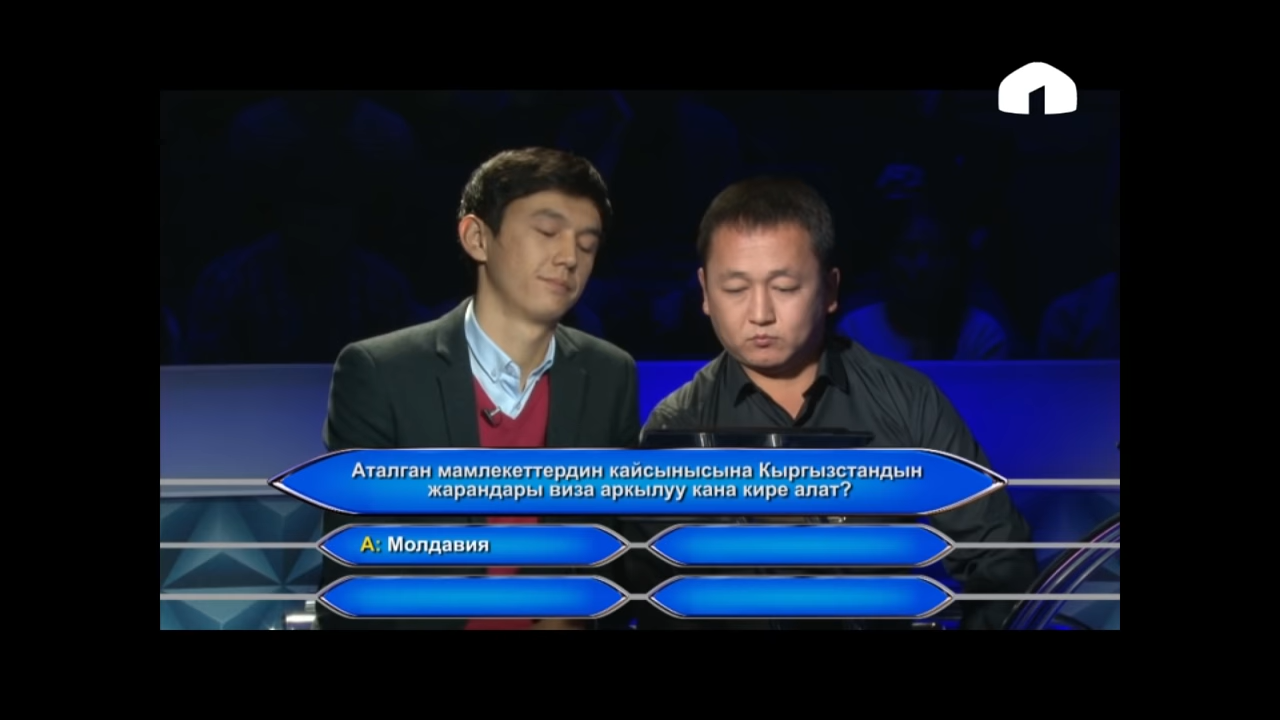 Аталган мамлекеттердин кайсынысына Кыргызстандын
жарандары виза аркылуу кана кире алат?
А: Молдавия